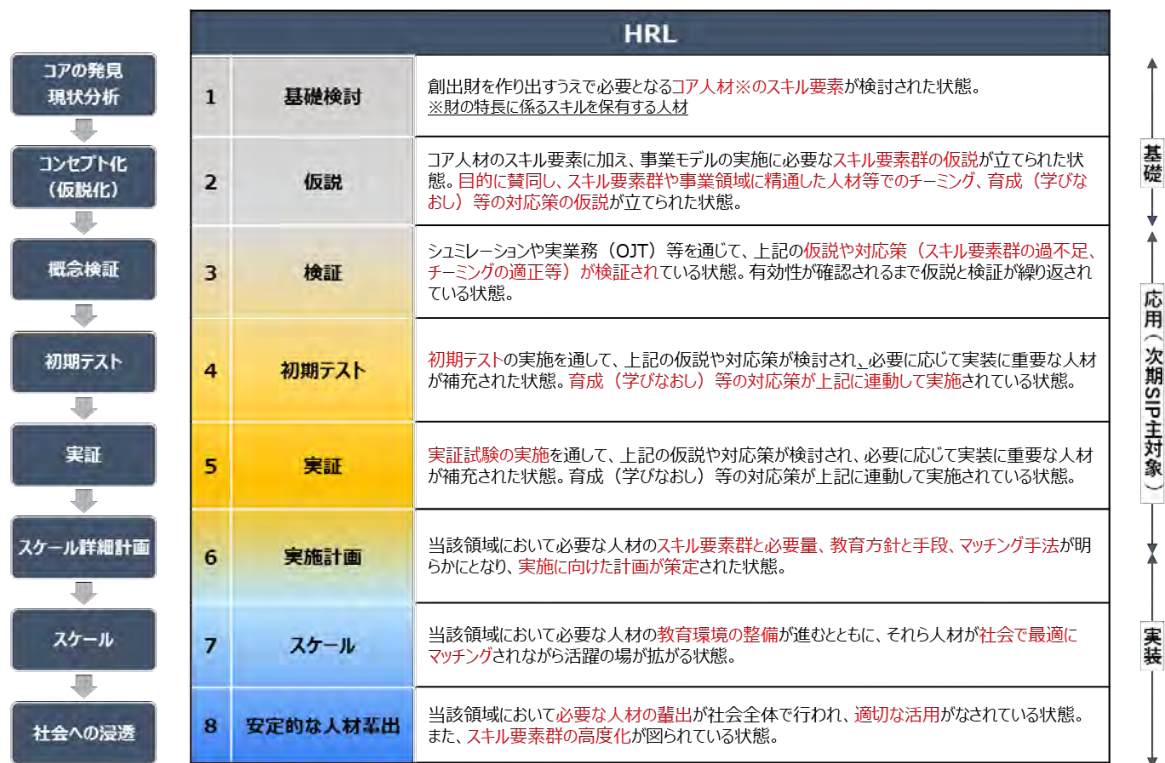 HRL
コアの発見
現状分析
1
基礎検討
創出財を作り出すうえで必要となるコア人材※のスキル要素が検討された状態。
※財の特長に係るスキルを保有する人材
コンセプト化
（仮説化）
2
仮説
コア人材のスキル要素に加え、事業モデルの実施に必要なスキル要素群の仮説が立てられた状
態。目的に賛同し、スキル要素群や事業領域に精通した人材等でのチーミング、育成（学びな
おし）等の対応策の仮説が立てられた状態。
基礎
概念検証
3
検証
シュミレーションや実業務（OJT）等を通じて、上記の仮説や対応策（スキル要素群の過不足、
チーミングの適正等）が検証されている状態。有効性が確認されるまで仮説と検証が繰り返され
ている状態。
初期テスト
4
初期テスト
初期テストの実施を通して、上記の仮説や対応策が検討され、必要に応じて実装に重要な人材
が補充された状態。育成（学びなおし）等の対応策が上記に連動して実施されている状態。
応用（次期SIP主対象）
実証
5
実証
実証試験の実施を通して、上記の仮説や対応策が検討され、必要に応じて実装に重要な人材
が補充された状態。育成（学びなおし）等の対応策が上記に連動して実施されている状態。
スケール詳細計画
6
実施計画
当該領域において必要な人材のスキル要素群と必要量、教育方針と手段、マッチング手法が明
らかにとなり、実施に向けた計画が策定された状態。
スケール
7
スケール
当該領域において必要な人材の教育環境の整備が進むとともに、それら人材が社会で最適に
マッチングされながら活躍の場が拡がる状態。
実装
社会への浸透
8
安定的な人材輩出
当該領域において必要な人材の輩出が社会全体で行われ、適切な活用がなされている状態。
また、スキル要素群の高度化が図られている状態。